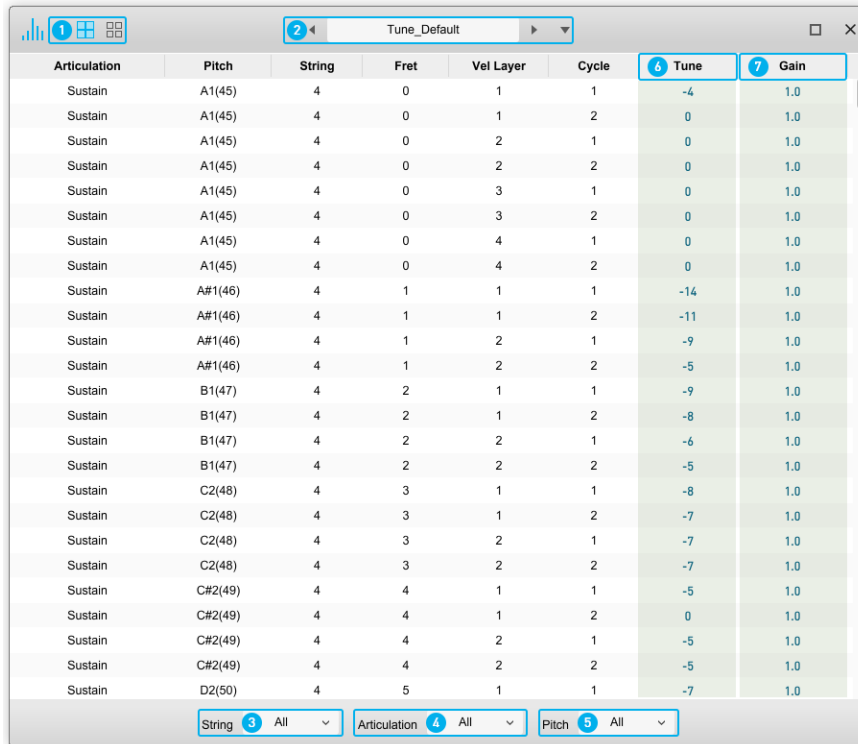 1 2 Tune_Default
Articulation Pitch String Fret Vel Layer Cycle 6 Tune 7 Gain
Sustain A1(45) 4 0 1 1 -4 1.0
Sustain A1(45) 4 0 1 2 0 1.0
Sustain A1(45) 4 0 2 1 0 1.0
Sustain A1(45) 4 0 2 2 0 1.0
Sustain A1(45) 4 0 3 1 0 1.0
Sustain A1(45) 4 0 3 2 0 1.0
Sustain A1(45) 4 0 4 1 0 1.0
Sustain A1(45) 4 0 4 2 0 1.0
Sustain A#1(46) 4 1 1 1 -14 1.0
Sustain A#1(46) 4 1 1 2 -11 1.0
Sustain A#1(46) 4 1 2 1 -9 1.0
Sustain A#1(46) 4 1 2 2 -5 1.0
Sustain B1(47) 4 2 1 1 -9 1.0
Sustain B1(47) 4 2 1 2 -8 1.0
Sustain B1(47) 4 2 2 1 -6 1.0
Sustain B1(47) 4 2 2 2 -5 1.0
Sustain C2(48) 4 3 1 1 -8 1.0
Sustain C2(48) 4 3 1 2 -7 1.0
Sustain C2(48) 4 3 2 1 -7 1.0
Sustain C2(48) 4 3 2 2 -7 1.0
Sustain C#2(49) 4 4 1 1 -5 1.0
Sustain C#2(49) 4 4 1 2 0 1.0
Sustain C#2(49) 4 4 2 1 -5 1.0
Sustain C#2(49) 4 4 2 2 -5 1.0
Sustain D2(50) 4 5 1 1 -7 1.0
String 3 All Articulation 4 All Pitch 5 All